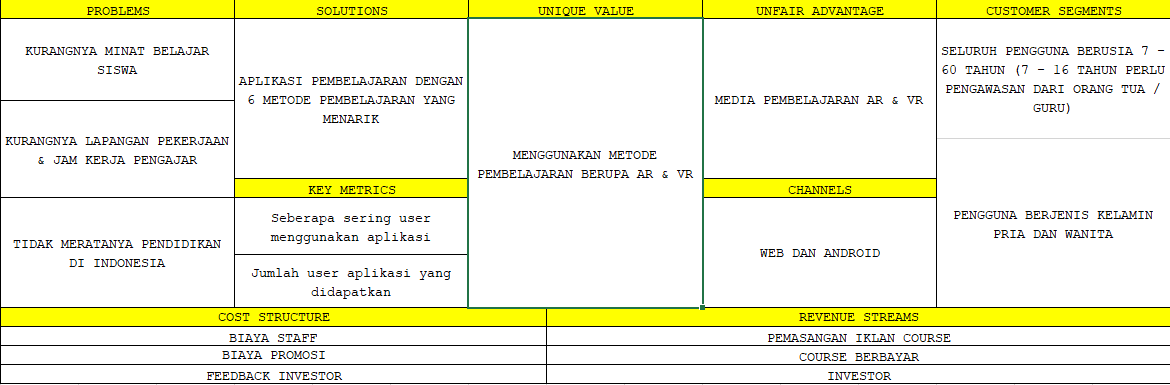 PROBLEMS
KURANGNYA MINAT BELAJAR
SISWA
KURANGNYA LAPANGAN PEKERJAAN
& JAM KERJA PENGAJAR
TIDAK MERATANYA PENDIDIKAN
DI INDONESIA
SOLUTIONS
APLIKASI PEMBELAJARAN DENGAN
6 METODE PEMBELAJARAN YANG
MENARIK
KEY METRICS
Seberapa sering user
menggunakan aplikasi
Jumlah user aplikasi yang
didapatkan
UNIQUE VALUE
MENGGUNAKAN METODE
PEMBELAJARAN BERUPA AR & VR
UNFAIR ADVANTAGE
MEDIA PEMBELAJARAN AR & VR
CHANNELS
WEB DAN ANDROID
CUSTOMER SEGMENTS
SELURUH PENGGUNA BERUSIA 7 -
60 TAHUN (7 - 16 TAHUN PERLU
PENGAWASAN DARI ORANG TUA /
GURU)
PENGGUNA BERJENIS KELAMIN
PRIA DAN WANITA
COST STRUCTURE
BIAYA STAFF
BIAYA PROMOSI
FEEDBACK INVESTOR
REVENUE STREAMS
PEMASANGAN IKLAN COURSE
COURSE BERBAYAR
INVESTOR